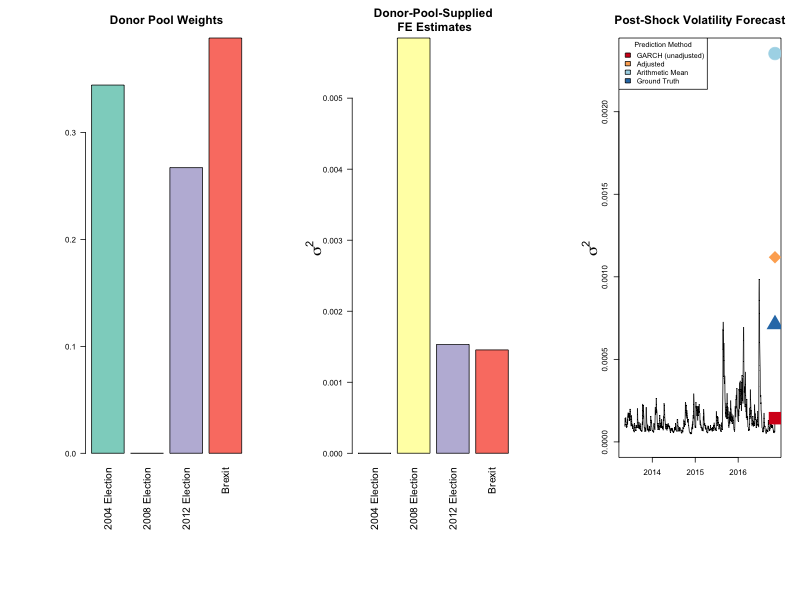 Donor Pool Weights
0.0
0.1
0.2
0.3
2004 Election
2008 Election
2012 Election
Brexit
Donor-Pool-Supplied
FE Estimates
σ²
0.000
0.001
0.002
0.003
0.004
0.005
2004 Election
2008 Election
2012 Election
Brexit
Post-Shock Volatility Forecast
σ²
0.0000
0.0005
0.0010
0.0015
0.0020
Prediction Method
GARCH (unadjusted)
Adjusted
Arithmetic Mean
Ground Truth
2014
2015
2016